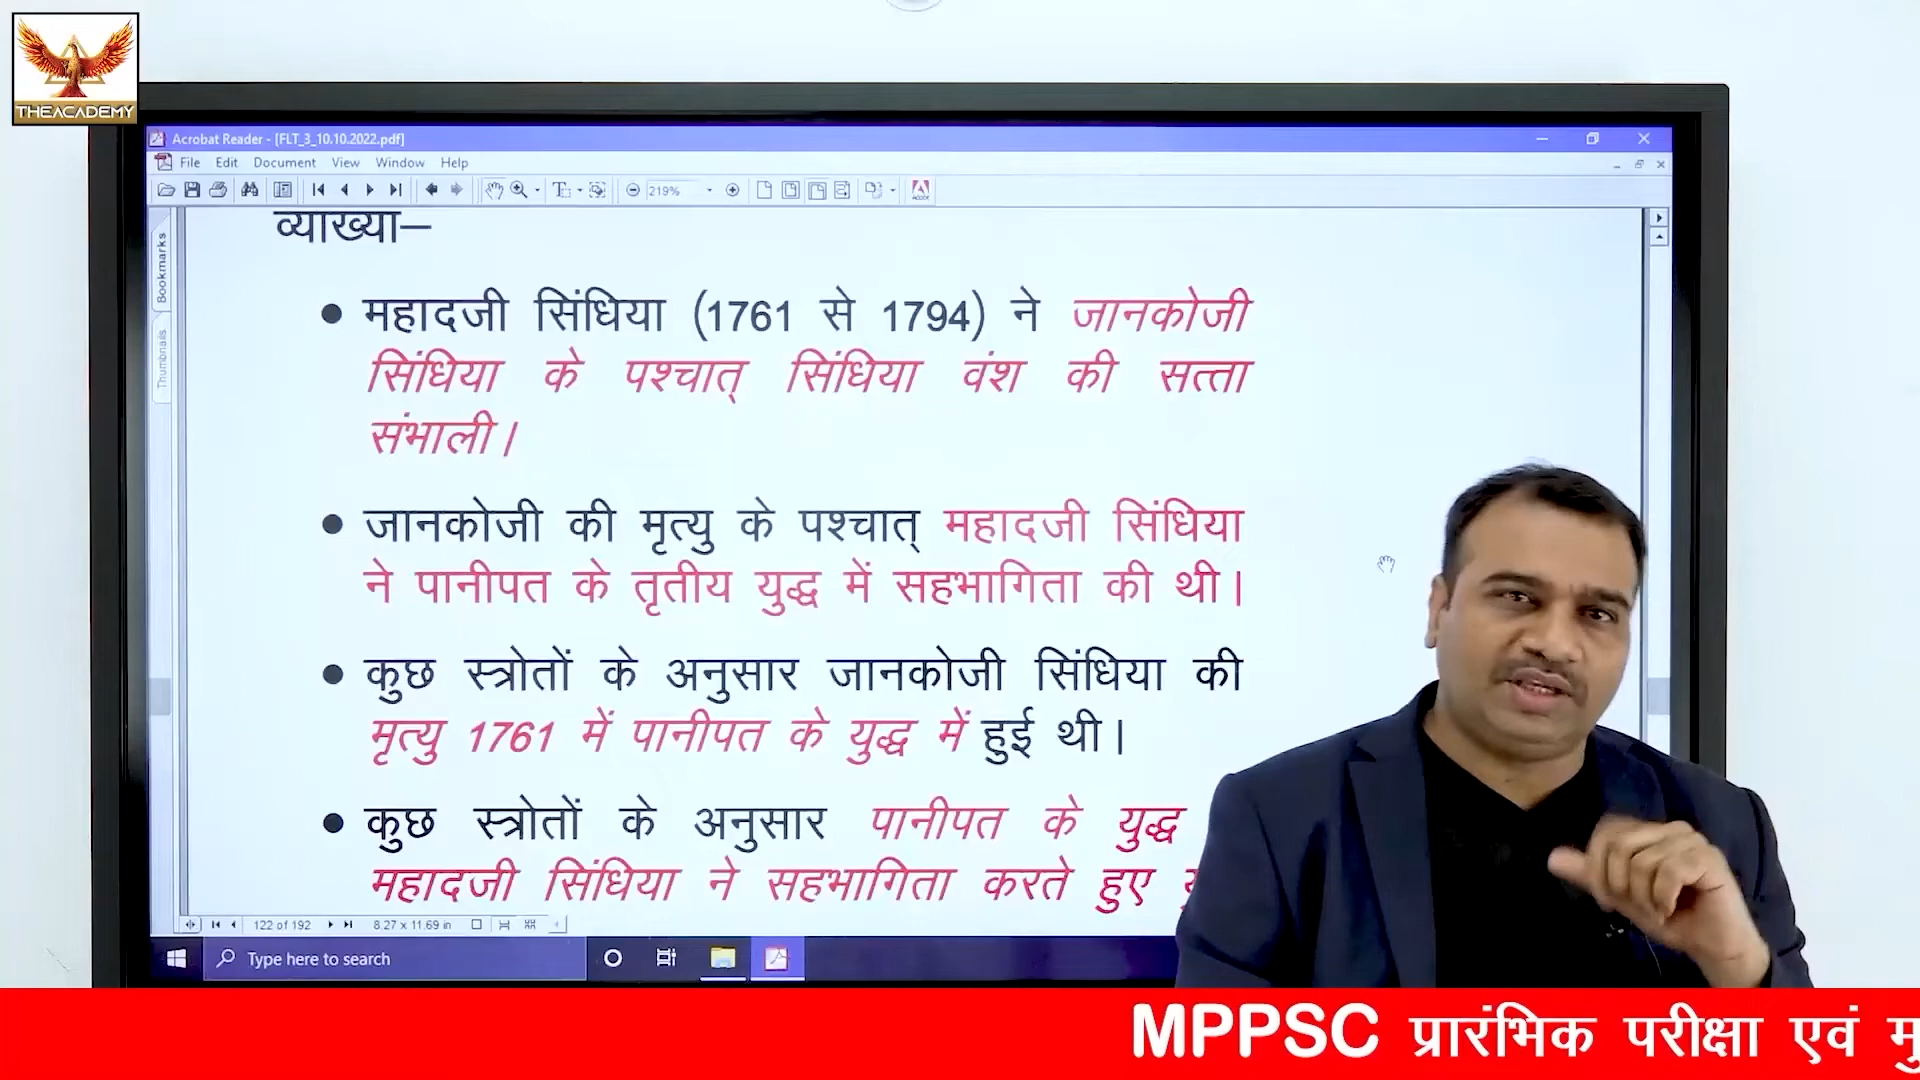 THEACADEMY
Acrobat Reader - [FLT_3_10.10.2022.pdf]
File Edit Document View Window Help
219%
Bookmarks
Thumbnails
व्याख्या–
• महादजी सिंधिया (1761 से 1794) ने जानकोजी
सिंधिया के पश्चात् सिंधिया वंश की सत्ता
संभाली।
• जानकोजी की मृत्यु के पश्चात् महादजी सिंधिया
ने पानीपत के तृतीय युद्ध में सहभागिता की थी।
• कुछ स्त्रोतों के अनुसार जानकोजी सिंधिया की
मृत्यु 1761 में पानीपत के युद्ध में हुई थी।
• कुछ स्त्रोतों के अनुसार पानीपत के युद्ध
महादजी सिंधिया ने सहभागिता करते हुए
122 of 192 8.27 x 11.69 in
Type here to search
MPPSC प्रारंभिक परीक्षा एवं